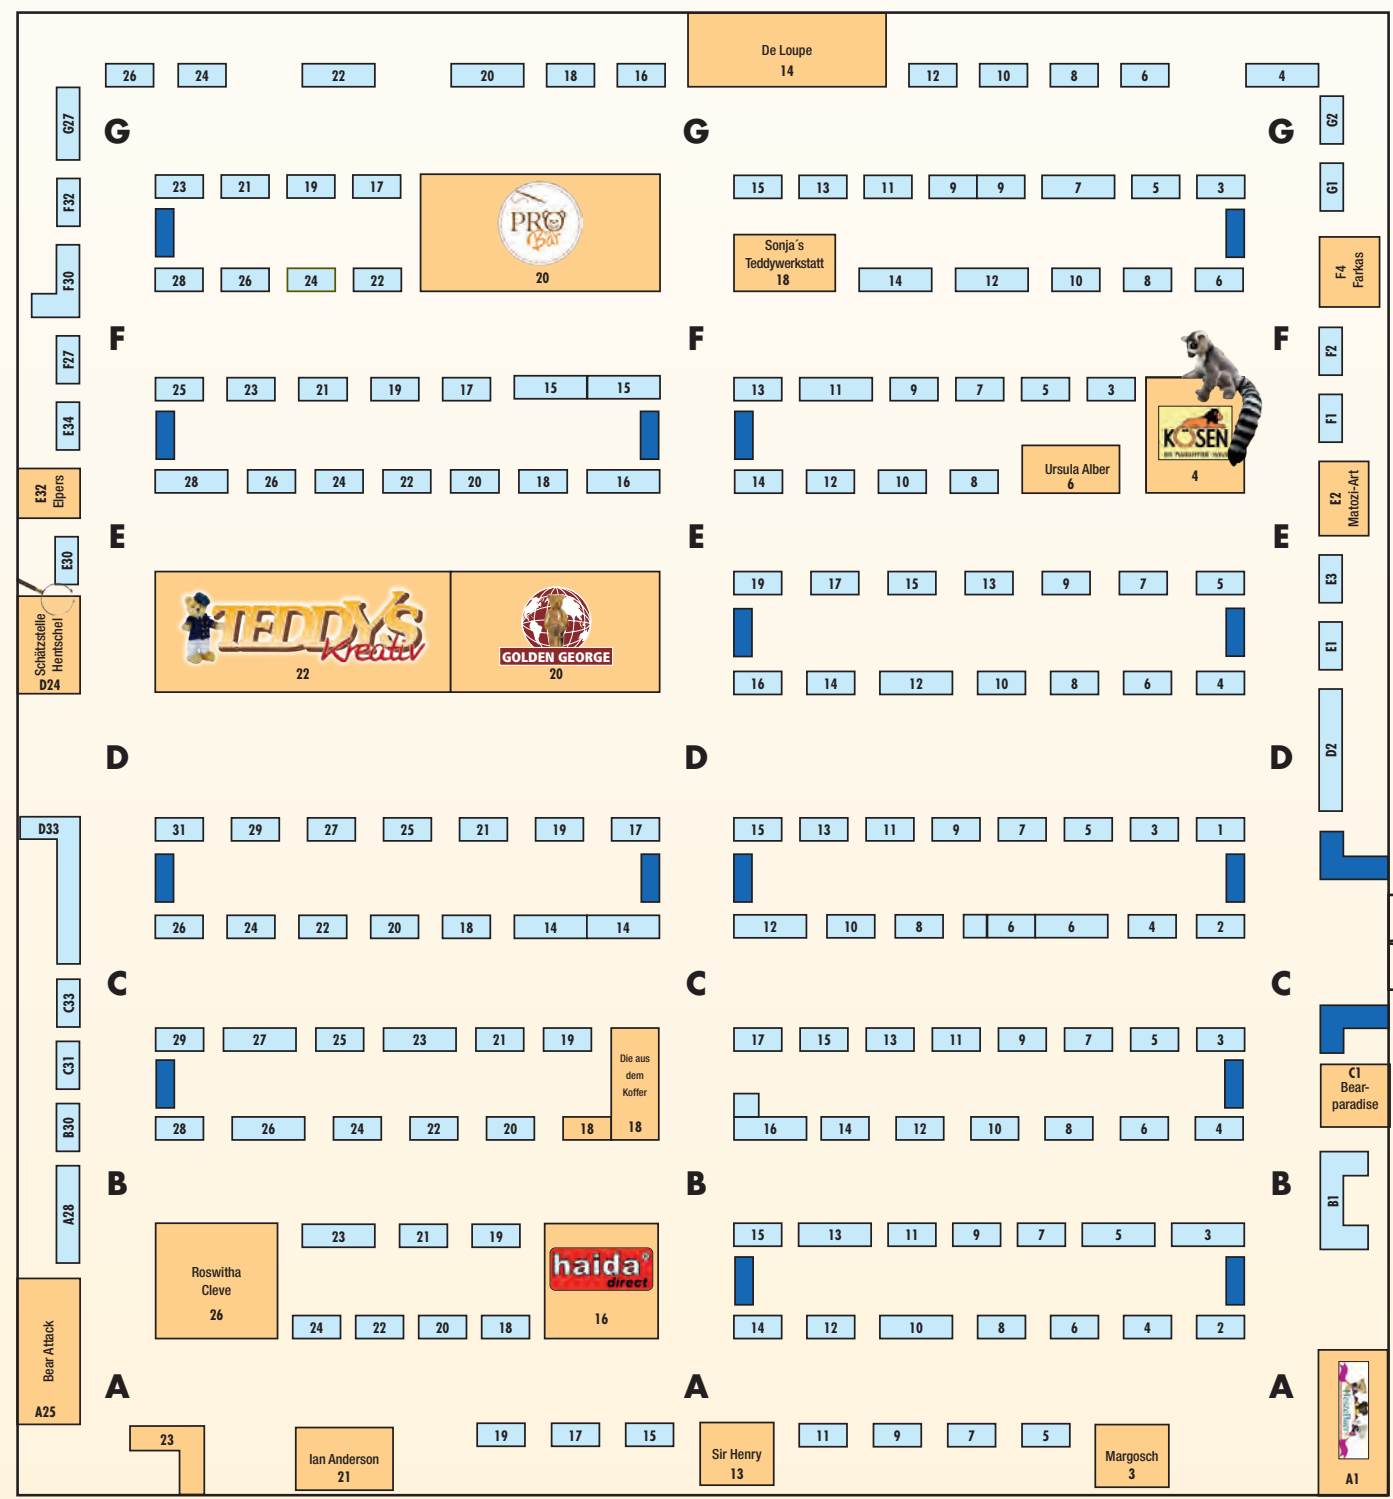 De Loupe
14
26 24 22 20 18 16 12 10 8 6 4
G27
G2
G G G
23 21 19 17
PRO
Bär
20
15 13 11 9 9 7 5 3
F32
G1
Sonja´s
Teddywerkstatt
18
F4
Farkas
F30
28 26 24 22
14 12 10 8 6
F F F
F27
F2
25 23 21 19 17 15 15
13 11 9 7 5 3
KÖSEN
4
E34
F1
Ursula Alber
6
E32
Elpers
28 26 24 22 20 18 16
14 12 10 8
E2
Matozi-Art
E E E
E30
E3
TEDDYS
Kreativ
22
GOLDEN GEORGE
20
19 17 15 13 9 7 5
Schätzstelle
Hentschel
D24
E1
16 14 12 10 8 6 4
D2
D D D
D33
31 29 27 25 21 19 17
15 13 11 9 7 5 3 1
26 24 22 20 18 14 14
12 10 8 6 6 4 2
C C C
C33
29 27 25 23 21 19
Die aus
dem
Koffer
18
17 15 13 11 9 7 5 3
C31
C1
Bear-
paradise
B30
28 26 24 22 20 18
16 14 12 10 8 6 4
B B B
A28
B1
Roswitha
Cleve
26
23 21 19
haida
direct
16
15 13 11 9 7 5 3
24 22 20 18
14 12 10 8 6 4 2
Bear Attack
A25
A A A
A1
23
Ian Anderson
21
19 17 15
Sir Henry
13
11 9 7 5
Margosch
3